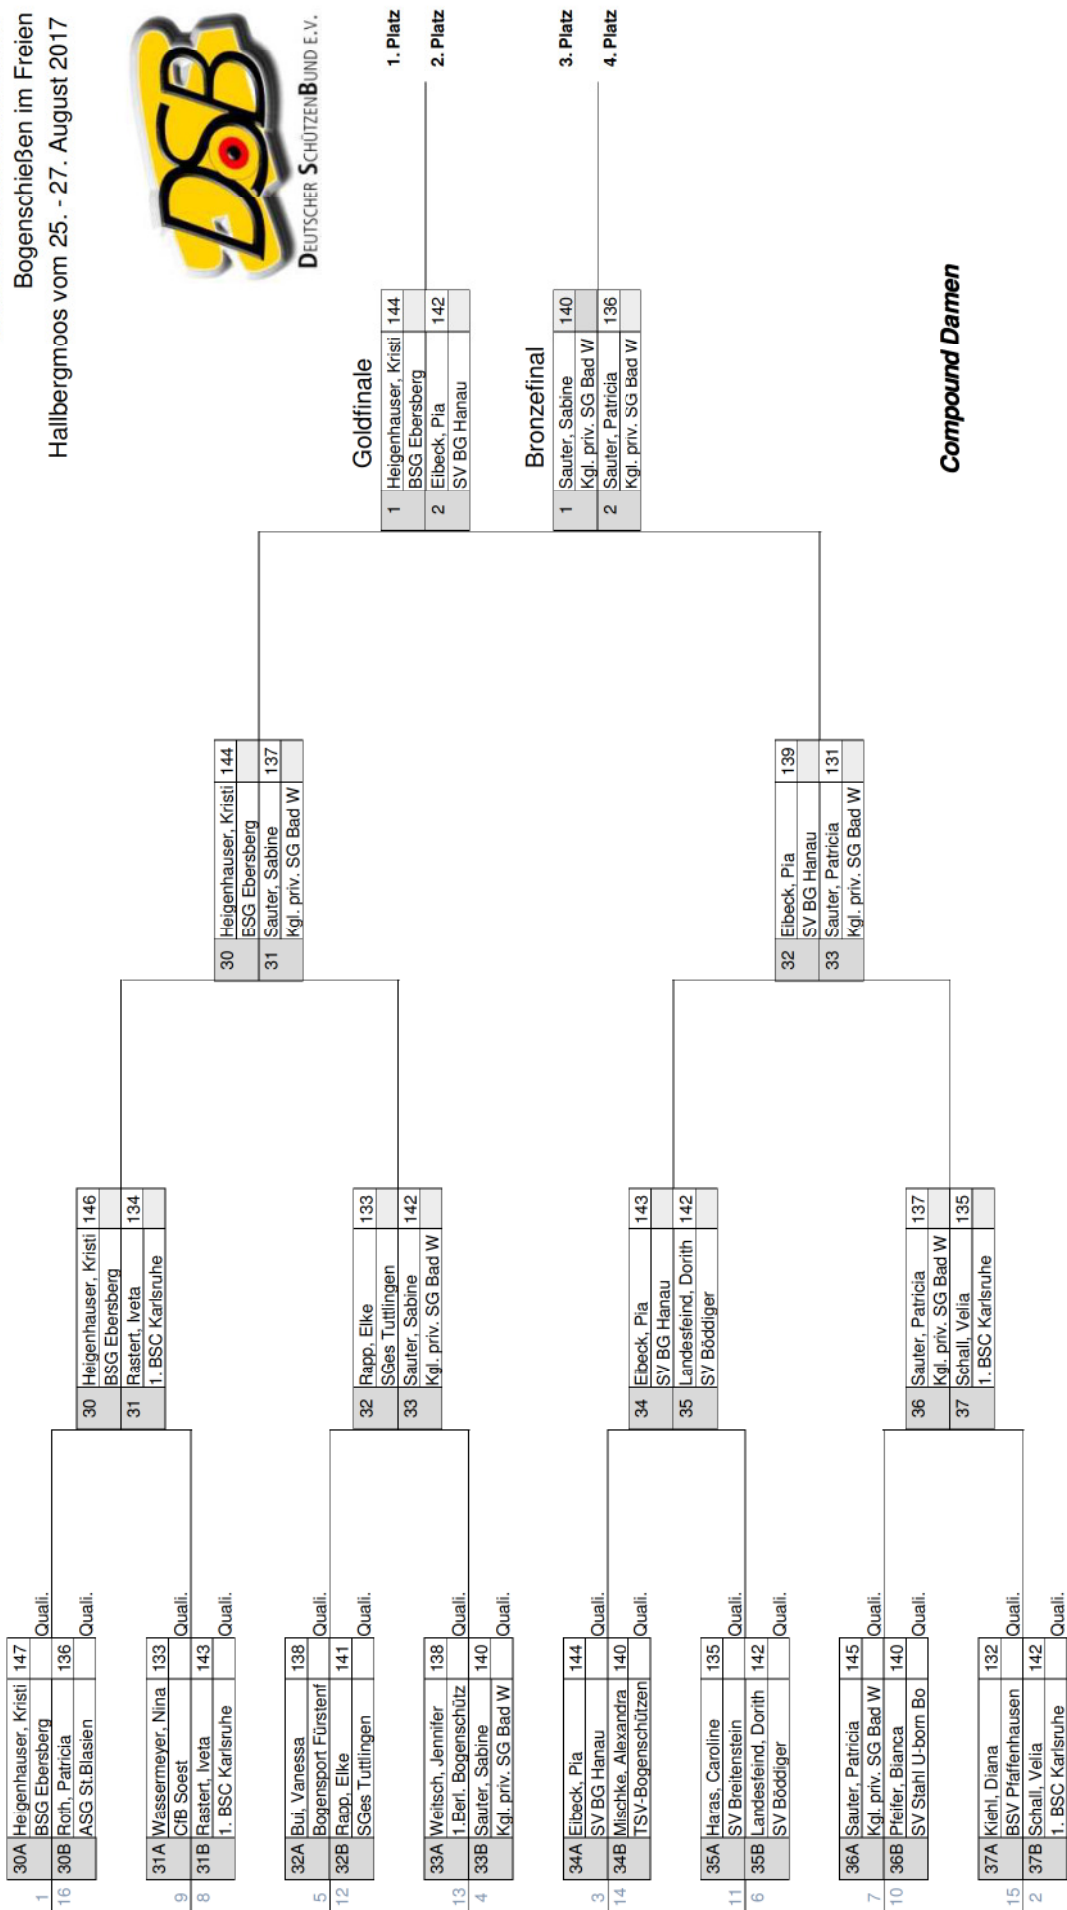 Bogenschießen im Freien
Hallbergmoos vom 25. - 27. August 2017
DSB
DEUTSCHER SCHÜTZENBUND E.V.
1
30A Heigenhauser, Kristi 147
BSG Ebersberg Quali.
16
30B Roth, Patricia 136
ASG St.Blasien Quali.
9
31A Wassermeyer, Nina 133
CfB Soest Quali.
8
31B Rastert, Iveta 143
1. BSC Karlsruhe Quali.
5
32A Bui, Vanessa 138
Bogensport Fürstenf Quali.
12
32B Rapp, Elke 141
SGes Tuttlingen Quali.
13
33A Weitsch, Jennifer 138
1.Berl. Bogenschütz Quali.
4
33B Sauter, Sabine 140
Kgl. priv. SG Bad W Quali.
3
34A Eibeck, Pia 144
SV BG Hanau Quali.
14
34B Mischke, Alexandra 140
TSV-Bogenschützen Quali.
11
35A Haras, Caroline 135
SV Breitenstein Quali.
6
35B Landesfeind, Dorith 142
SV Böddiger Quali.
7
36A Sauter, Patricia 145
Kgl. priv. SG Bad W Quali.
10
36B Pfeifer, Bianca 140
SV Stahl U-born Bo Quali.
15
37A Kiehl, Diana 132
BSV Pfaffenhausen Quali.
2
37B Schall, Velia 142
1. BSC Karlsruhe Quali.
30 Heigenhauser, Kristi 146
BSG Ebersberg
31 Rastert, Iveta 134
1. BSC Karlsruhe
32 Rapp, Elke 133
SGes Tuttlingen
33 Sauter, Sabine 142
Kgl. priv. SG Bad W
34 Eibeck, Pia 143
SV BG Hanau
35 Landesfeind, Dorith 142
SV Böddiger
36 Sauter, Patricia 137
Kgl. priv. SG Bad W
37 Schall, Velia 135
1. BSC Karlsruhe
30 Heigenhauser, Kristi 144
BSG Ebersberg
31 Sauter, Sabine 137
Kgl. priv. SG Bad W
32 Eibeck, Pia 139
SV BG Hanau
33 Sauter, Patricia 131
Kgl. priv. SG Bad W
Goldfinale
1 Heigenhauser, Kristi 144
BSG Ebersberg
2 Eibeck, Pia 142
SV BG Hanau
1. Platz
2. Platz
Bronzefinal
1 Sauter, Sabine 140
Kgl. priv. SG Bad W
2 Sauter, Patricia 136
Kgl. priv. SG Bad W
3. Platz
4. Platz
Compound Damen